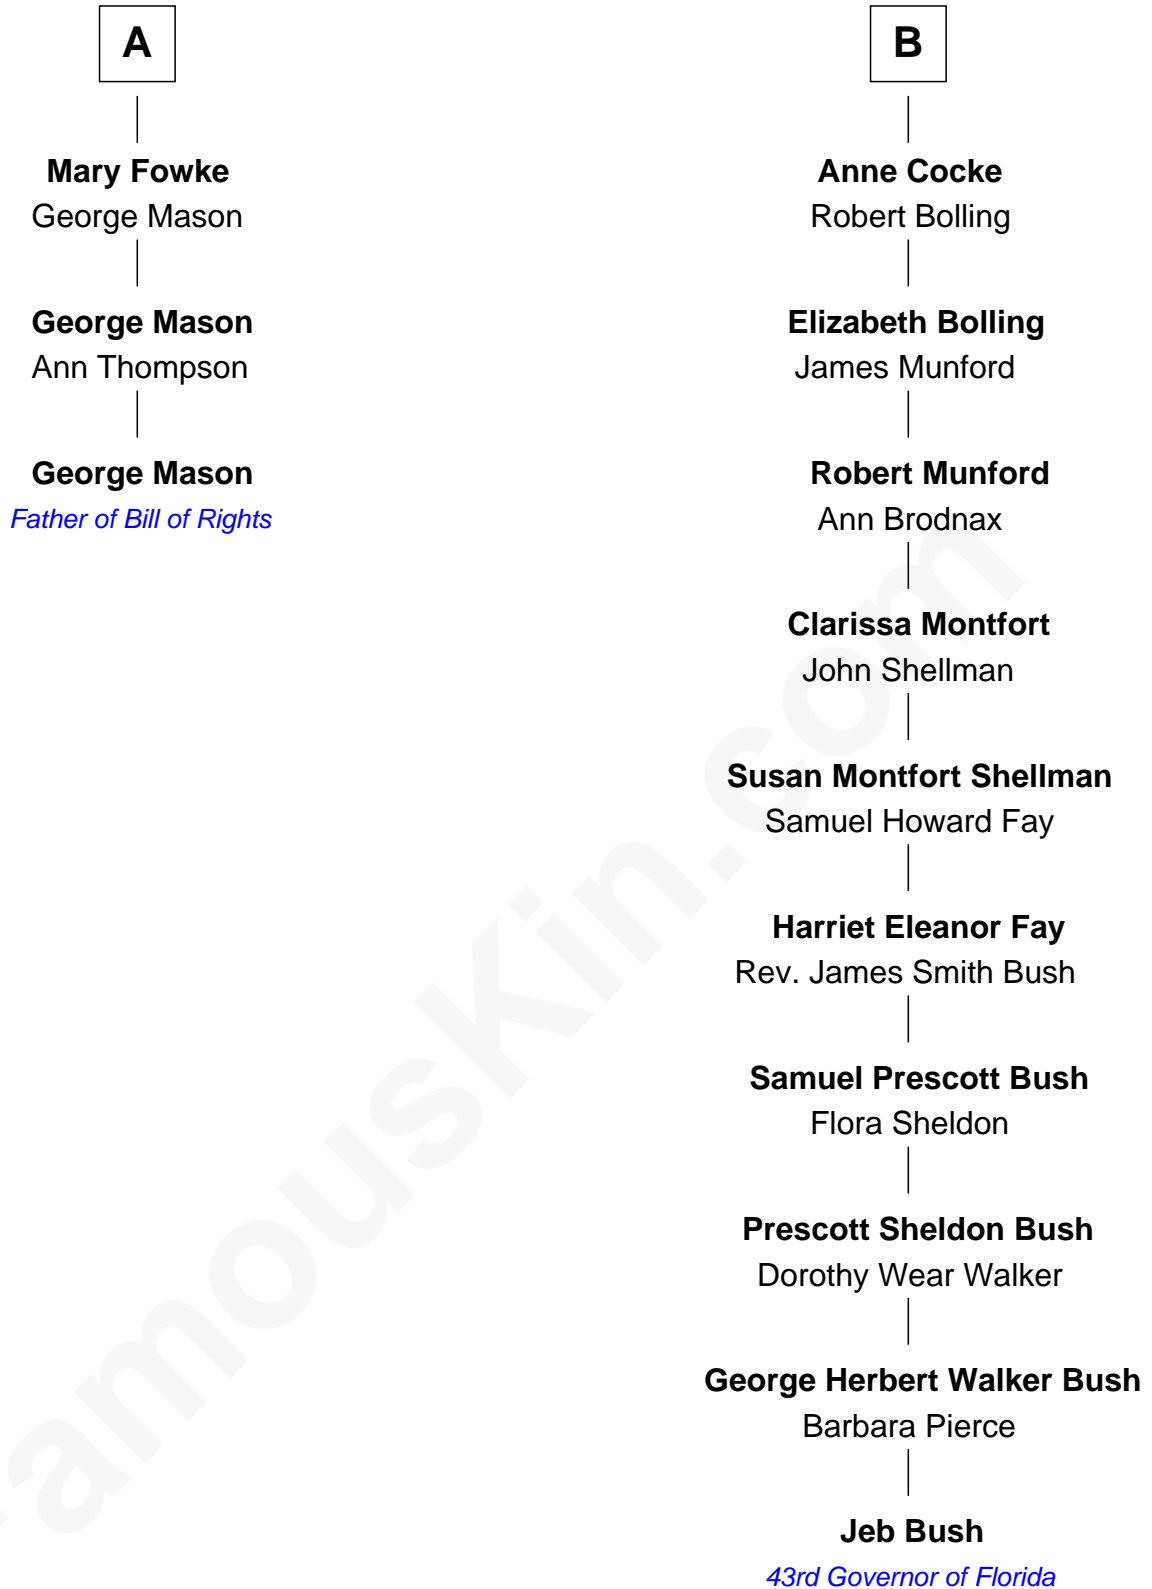 A
Mary Fowke
George Mason
George Mason
Ann Thompson
George Mason
Father of Bill of Rights
B
Anne Cocke
Robert Bolling
Elizabeth Bolling
James Munford
Robert Munford
Ann Brodnax
Clarissa Montfort
John Shellman
Susan Montfort Shellman
Samuel Howard Fay
Harriet Eleanor Fay
Rev. James Smith Bush
Samuel Prescott Bush
Flora Sheldon
Prescott Sheldon Bush
Dorothy Wear Walker
George Herbert Walker Bush
Barbara Pierce
Jeb Bush
43rd Governor of Florida
FamousKin.com